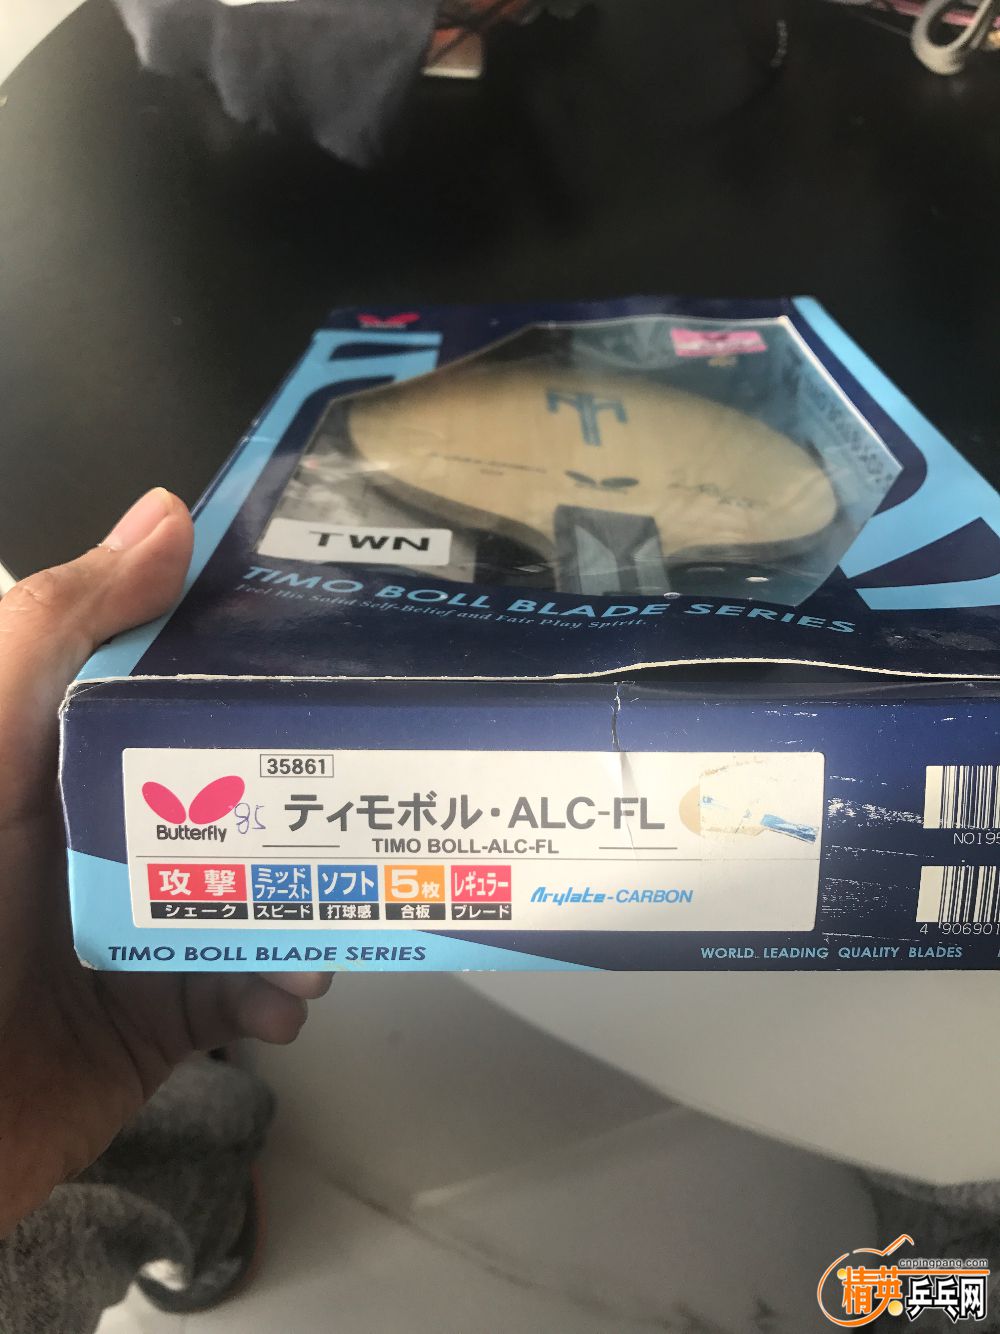 TWN
TIMO BOLL BLADE SERIES
Feel His Solid Self-Belief and Fair Play Spirit.
35861
Butterfly
85
ティモボル・ALC-FL
TIMO BOLL-ALC-FL
攻撃
シェーク
ミッド
ファースト
スピード
ソフト
打球感
5枚
合板
レギュラー
ブレード
Arylate-CARBON
NO195
4 906901
TIMO BOLL BLADE SERIES
WORLD LEADING QUALITY BLADES
cnpingpang.com
精英乒乓网